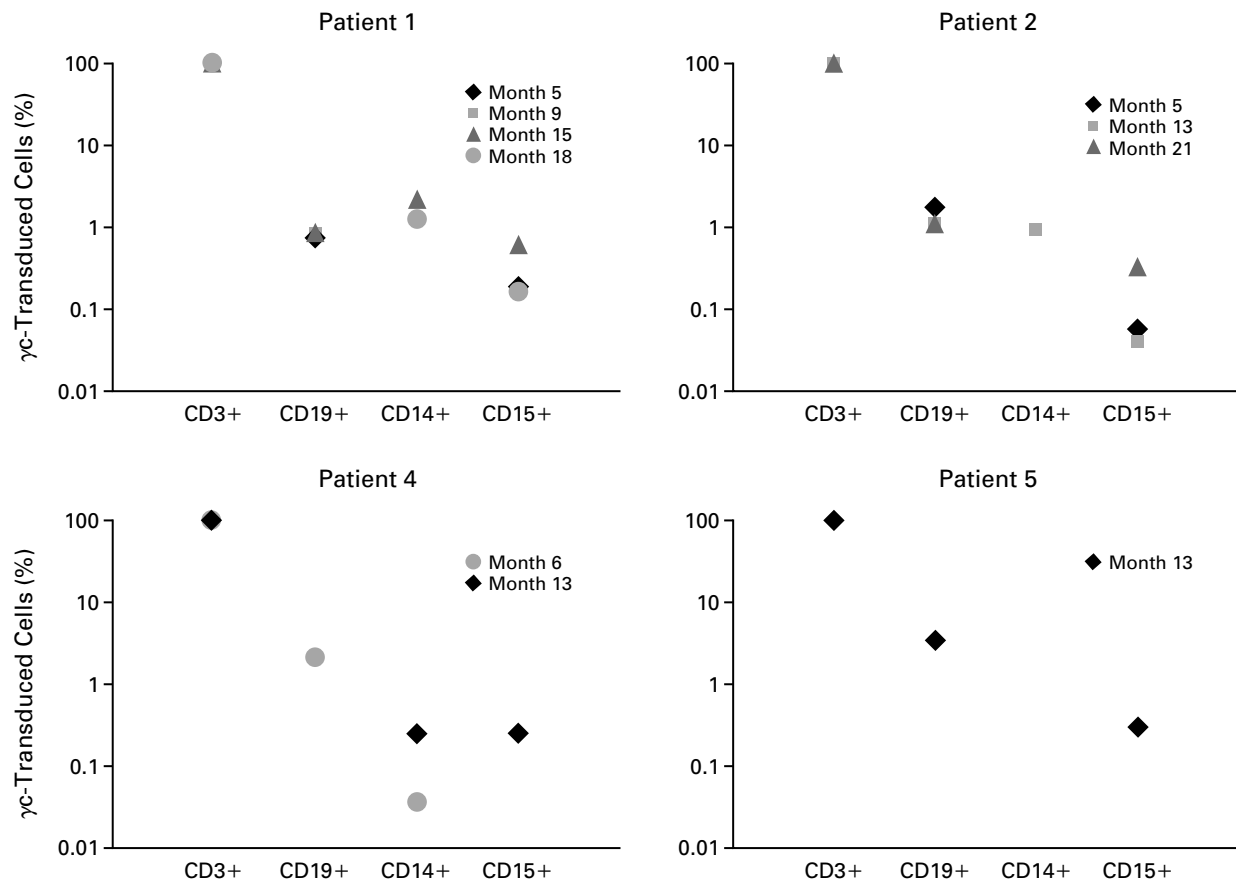 Patient 1
γc-Transduced Cells (%)
100
10
1
0.1
0.01
Month 5
Month 9
Month 15
Month 18
CD3+ CD19+ CD14+ CD15+
Patient 2
100
10
1
0.1
0.01
Month 5
Month 13
Month 21
CD3+ CD19+ CD14+ CD15+
Patient 4
γc-Transduced Cells (%)
100
10
1
0.1
0.01
Month 6
Month 13
CD3+ CD19+ CD14+ CD15+
Patient 5
100
10
1
0.1
0.01
Month 13
CD3+ CD19+ CD14+ CD15+